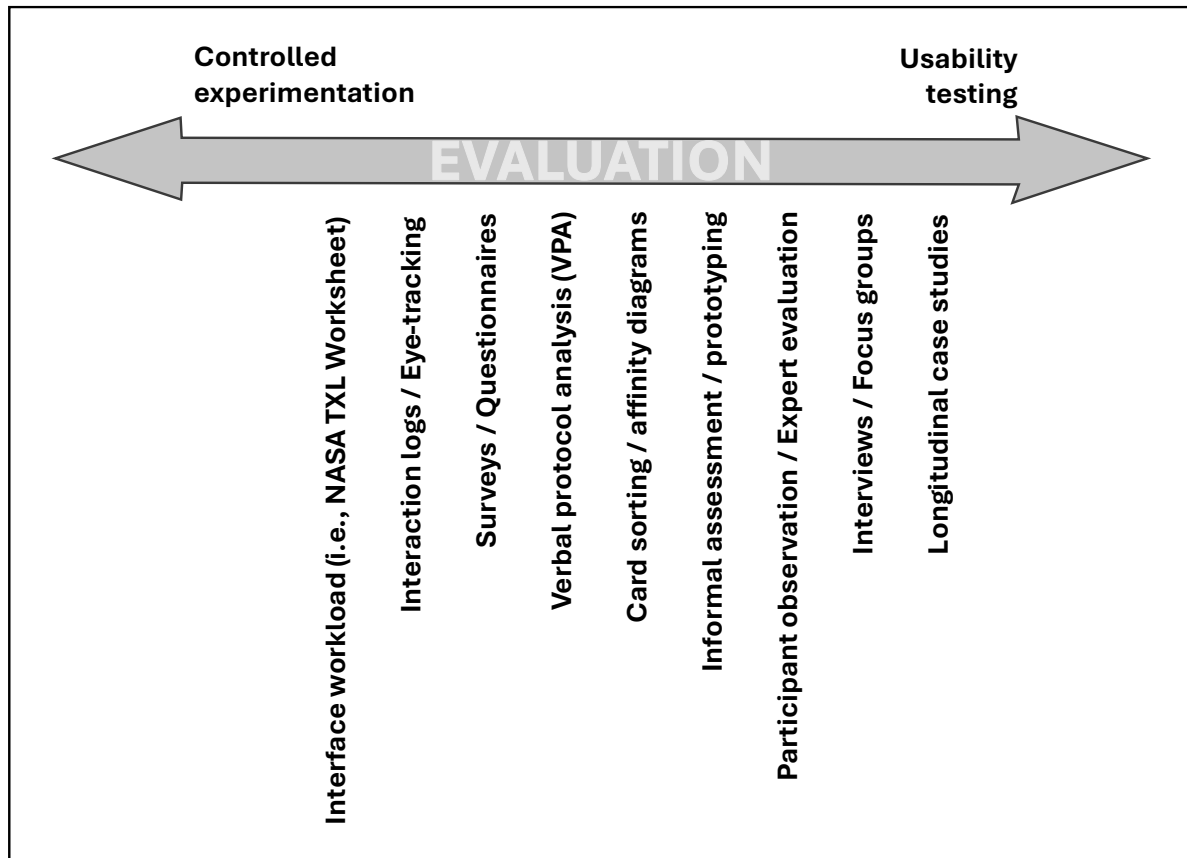 Controlled
experimentation
Usability
testing
EVALUATION
Interface workload (i.e., NASA TXL Worksheet)
Interaction logs / Eye-tracking
Surveys / Questionnaires
Verbal protocol analysis (VPA)
Card sorting / affinity diagrams
Informal assessment / prototyping
Participant observation / Expert evaluation
Interviews / Focus groups
Longitudinal case studies